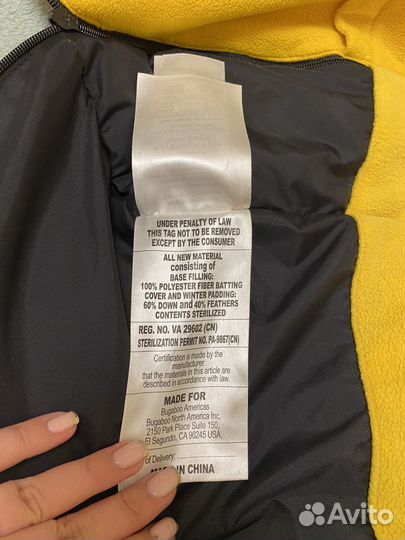 UNDER PENALTY OF LAW
THIS TAG NOT TO BE REMOVED
EXCEPT BY THE CONSUMER
ALL NEW MATERIAL
consisting of
BASE FILLING:
100% POLYESTER FIBER BATTING
COVER AND WINTER PADDING:
60% DOWN and 40% FEATHERS
CONTENTS STERILIZED
REG. NO. VA 29602 (CN)
STERILIZATION PERMIT NO. PA-9867(CN)
Certification is made by the
manufacturer
that the materials in this article are
described in accordance with law.
MADE FOR
Bugaboo Americas
Bugaboo North America Inc,
2150 Park Place Suite 150,
El Segundo, CA 90245 USA.
of Delivery:
IN CHINA
Avito